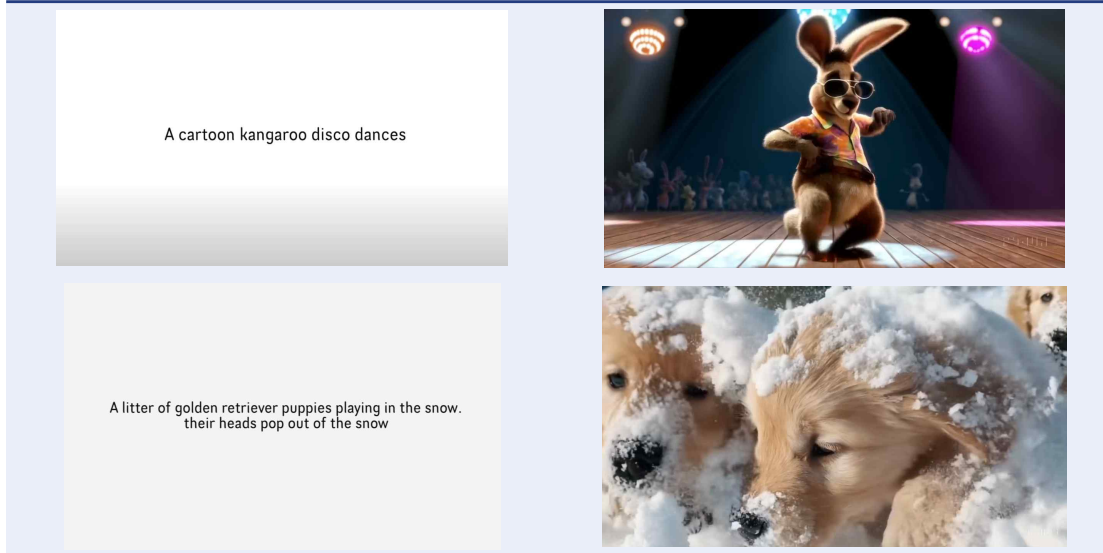 A cartoon kangaroo disco dances
A litter of golden retriever puppies playing in the snow.
their heads pop out of the snow